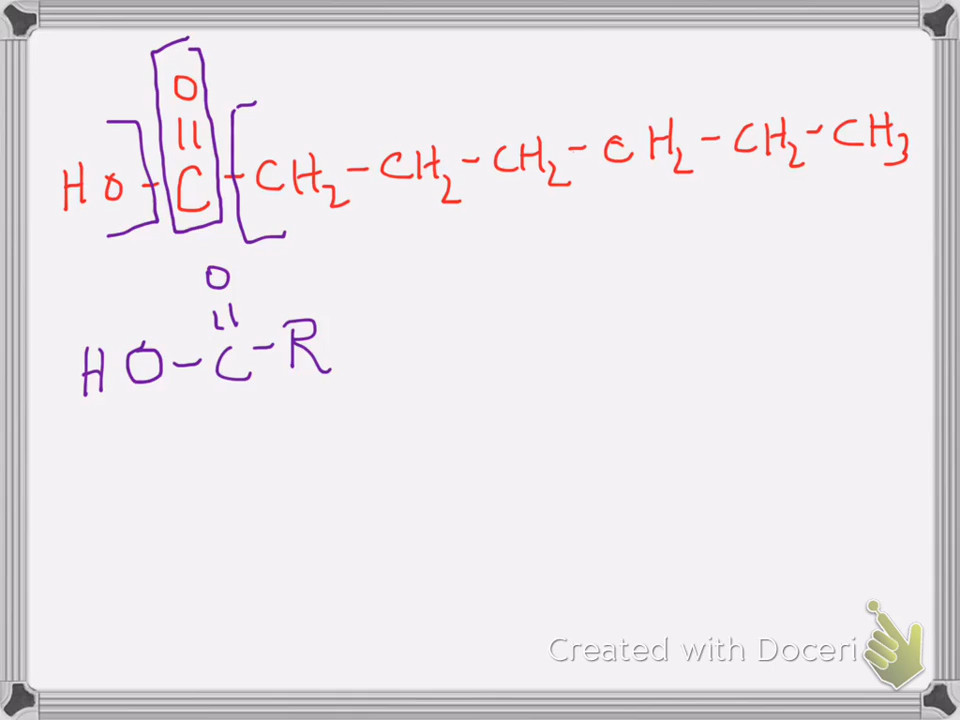 O
||
HO-C-CH2-CH2-CH2-CH2-CH2-CH3
O
||
HO-C-R
Created with Doceri